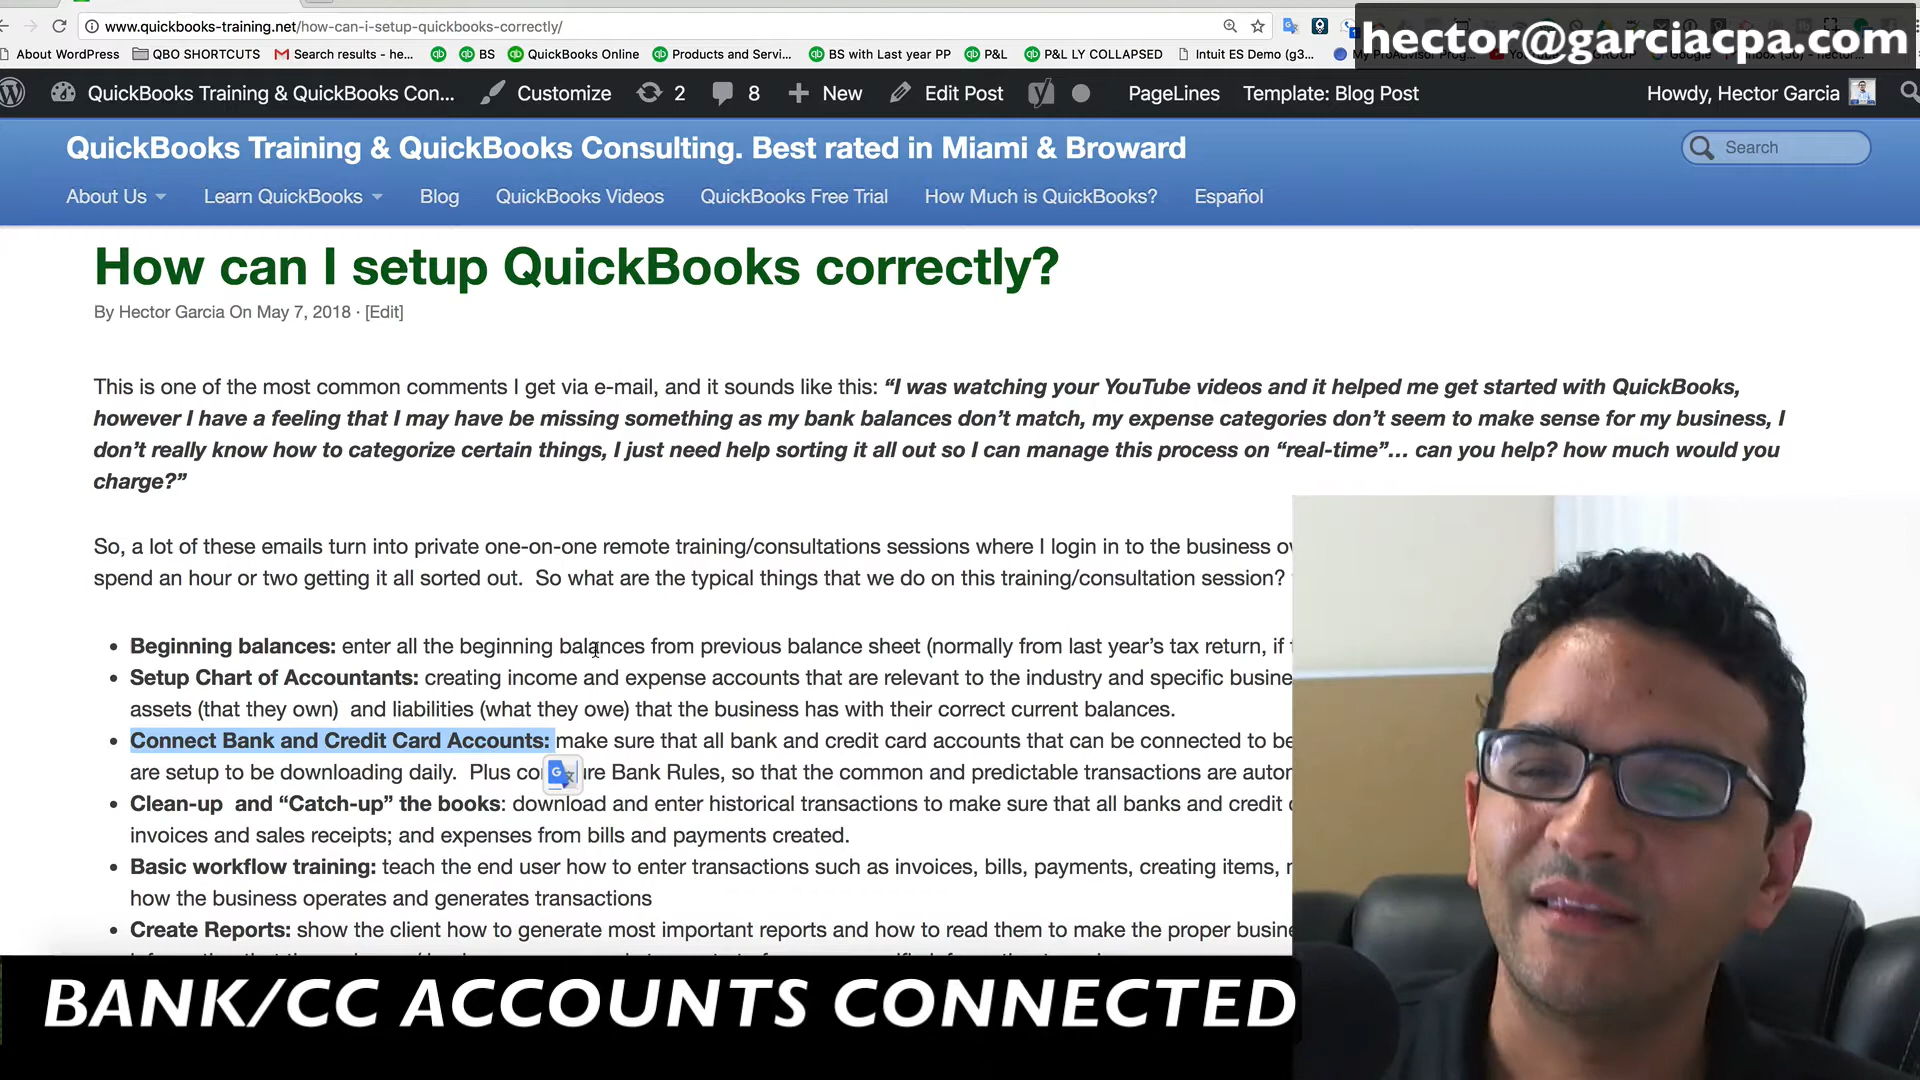 www.quickbooks-training.net/how-can-i-setup-quickbooks-correctly/
hector@garciacpa.com
About WordPress QBO SHORTCUTS Search results - he... BS QuickBooks Online Products and Servi... BS with Last year PP P&L P&L LY COLLAPSED Intuit ES Demo (g3...
QuickBooks Training & QuickBooks Con... Customize 2 8 New Edit Post PageLines Template: Blog Post Howdy, Hector Garcia
QuickBooks Training & QuickBooks Consulting. Best rated in Miami & Broward
Search
About Us Learn QuickBooks Blog QuickBooks Videos QuickBooks Free Trial How Much is QuickBooks? Español
How can I setup QuickBooks correctly?
By Hector Garcia On May 7, 2018 · [Edit]
This is one of the most common comments I get via e-mail, and it sounds like this: “I was watching your YouTube videos and it helped me get started with QuickBooks,
however I have a feeling that I may have be missing something as my bank balances don’t match, my expense categories don’t seem to make sense for my business, I
don’t really know how to categorize certain things, I just need help sorting it all out so I can manage this process on “real-time”… can you help? how much would you
charge?”
So, a lot of these emails turn into private one-on-one remote training/consultations sessions where I login in to the business
spend an hour or two getting it all sorted out. So what are the typical things that we do on this training/consultation session?
• Beginning balances: enter all the beginning balances from previous balance sheet (normally from last year’s tax return, if
• Setup Chart of Accountants: creating income and expense accounts that are relevant to the industry and specific
assets (that they own) and liabilities (what they owe) that the business has with their correct current balances.
• Connect Bank and Credit Card Accounts: make sure that all bank and credit card accounts that can be connected to
are setup to be downloading daily. Plus Bank Rules, so that the common and predictable transactions are
• Clean-up and “Catch-up” the books: download and enter historical transactions to make sure that all banks and credit
invoices and sales receipts; and expenses from bills and payments created.
• Basic workflow training: teach the end user how to enter transactions such as invoices, bills, payments, creating items,
how the business operates and generates transactions
• Create Reports: show the client how to generate most important reports and how to read them to make the proper
BANK/CC ACCOUNTS CONNECTED